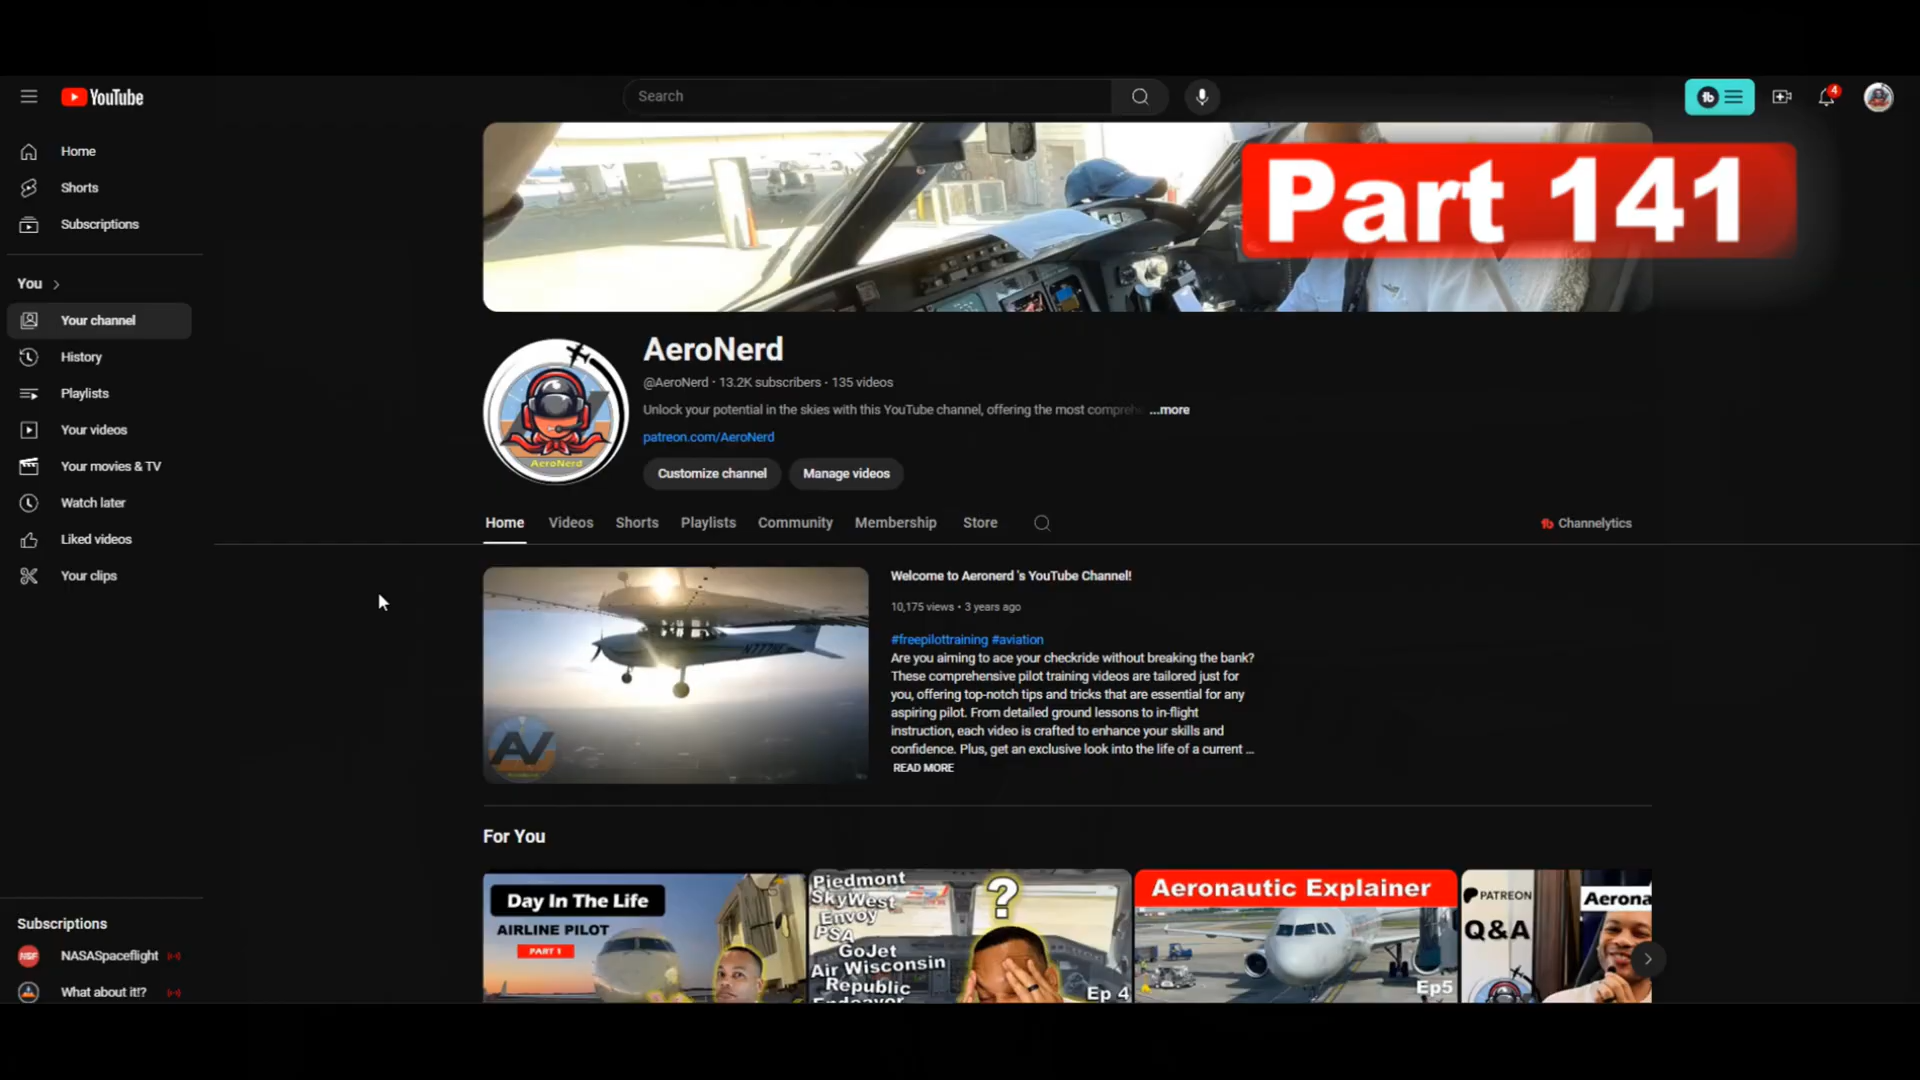 YouTube
Search
4
Home
Shorts
Subscriptions
You
Your channel
History
Playlists
Your videos
Your movies & TV
Watch later
Liked videos
Your clips
Subscriptions
NASASpaceflight
What about it!?
Part 141
AeroNerd
@AeroNerd · 13.2K subscribers · 135 videos
Unlock your potential in the skies with this YouTube channel, offering the most ...more
patreon.com/AeroNerd
Customize channel
Manage videos
Home Videos Shorts Playlists Community Membership Store
Channelytics
AeroNerd
Welcome to Aeronerd 's YouTube Channel!
10,175 views · 3 years ago
#freepilottraining #aviation
Are you aiming to ace your checkride without breaking the bank?
These comprehensive pilot training videos are tailored just for
you, offering top-notch tips and tricks that are essential for any
aspiring pilot. From detailed ground lessons to in-flight
instruction, each video is crafted to enhance your skills and
confidence. Plus, get an exclusive look into the life of a current ...
READ MORE
AV
For You
Day In The Life
AIRLINE PILOT
PART 1
Piedmont
SkyWest
Envoy
PSA
GoJet
Air Wisconsin
Republic
Endeavor
?
Ep 4
Aeronautic Explainer
Ep5
PATREON
Q&A
Aerona